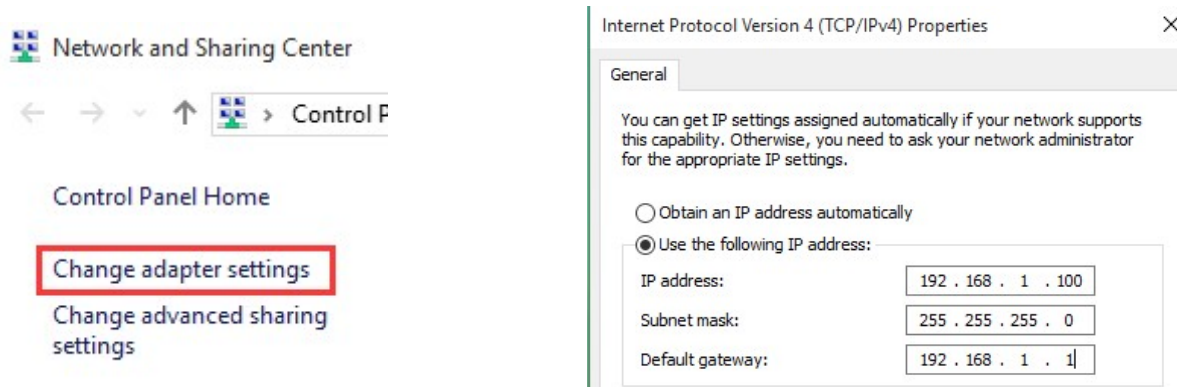 Network and Sharing Center
Control P
Control Panel Home
Change adapter settings
Change advanced sharing
settings
Internet Protocol Version 4 (TCP/IPv4) Properties
General
You can get IP settings assigned automatically if your network supports
this capability. Otherwise, you need to ask your network administrator
for the appropriate IP settings.
Obtain an IP address automatically
Use the following IP address:
IP address: 192 . 168 . 1 . 100
Subnet mask: 255 . 255 . 255 . 0
Default gateway: 192 . 168 . 1 . 1